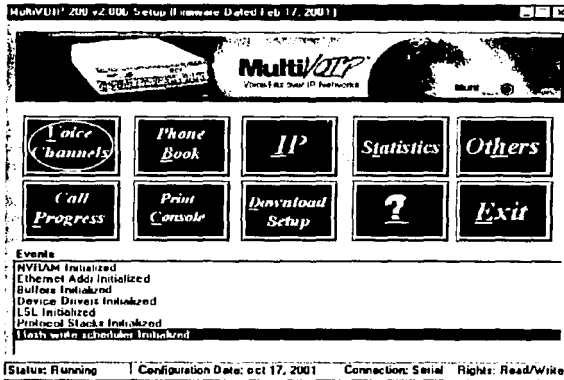 MultiVOIP 200 v2.00b Setup (Firmware Dated Feb 17, 2001)
MultiVOIP
Voice/Fax over IP Networks
Voice Channels
Phone Book
IP
Statistics
Others
Call Progress
Print Console
Download Setup
?
Exit
Events
NVRAM Initialized
Ethernet Addr Initialized
Buffers Initialized
Device Drivers Initialized
LSL Initialized
Protocol Stacks Initialized
Flash write scheduler Initialized
Status: Running Configuration Date: oct 17, 2001 Connection: Serial Rights: Read/Write